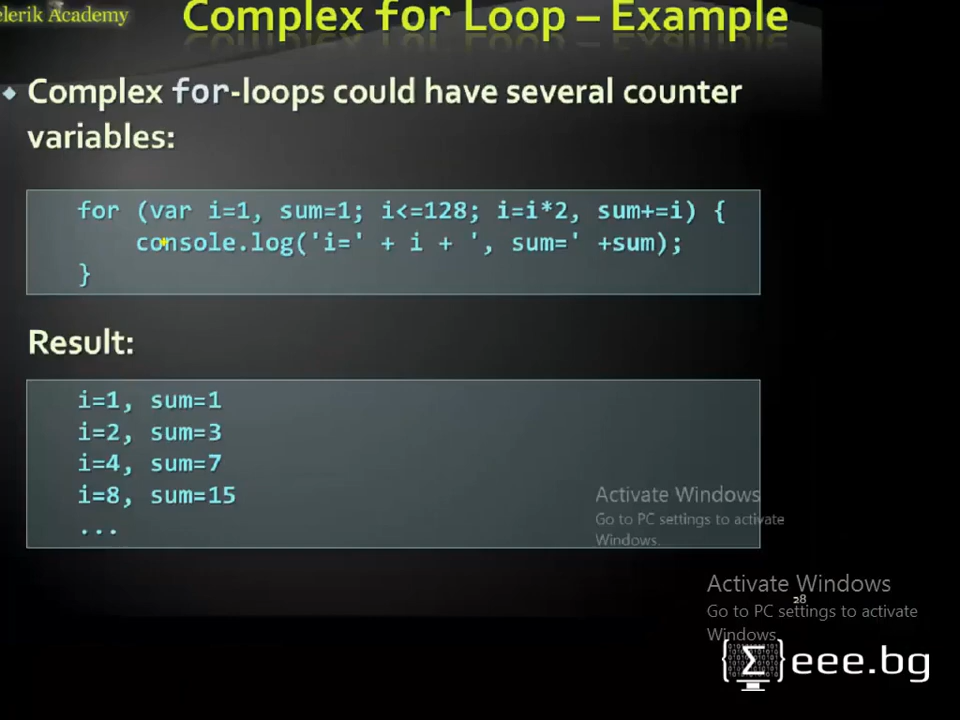 elerik Academy
Complex for Loop – Example
Complex for-loops could have several counter
variables:
for (var i=1, sum=1; i<=128; i=i*2, sum+=i) {
console.log('i=' + i + ', sum=' +sum);
}
Result:
i=1, sum=1
i=2, sum=3
i=4, sum=7
i=8, sum=15
...
Activate Windows
Go to PC settings to activate
Windows.
Activate Windows
28
Go to PC settings to activate
Windows.
{Σ}eee.bg